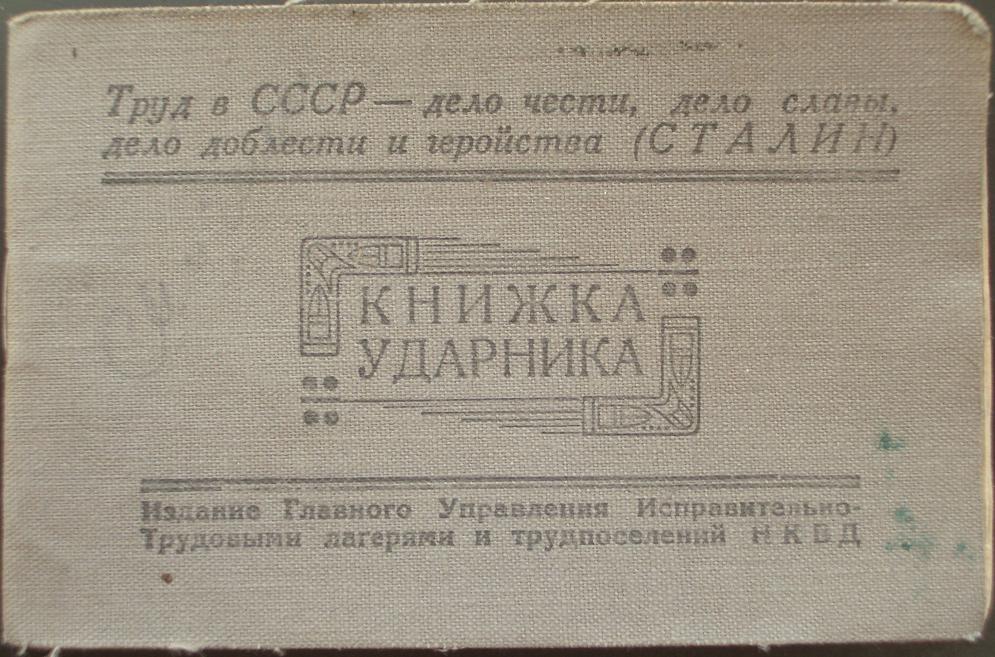 Труд в СССР — дело чести, дело славы,
дело доблести и геройства (СТАЛИН)
КНИЖКА
УДАРНИКА
Издание Главного Управления Исправительно-
Трудовыми лагерями и трудпоселений НКВД